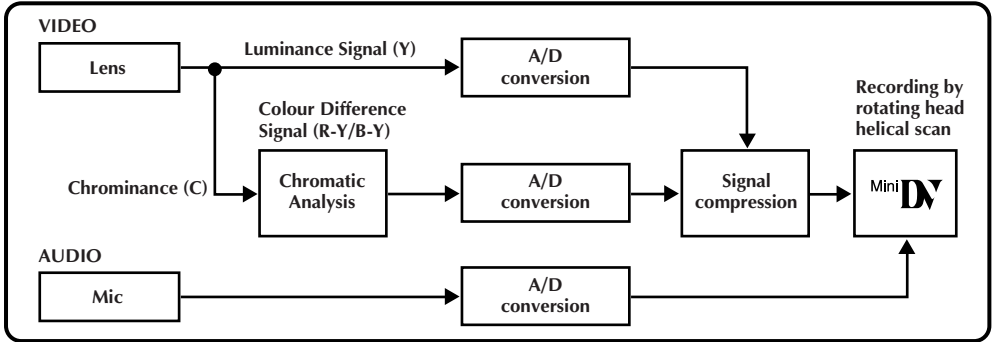 VIDEO
Lens
Luminance Signal (Y)
A/D
conversion
Colour Difference
Signal (R-Y/B-Y)
Chrominance (C)
Chromatic
Analysis
A/D
conversion
Signal
compression
Recording by
rotating head
helical scan
Mini DV
AUDIO
Mic
A/D
conversion